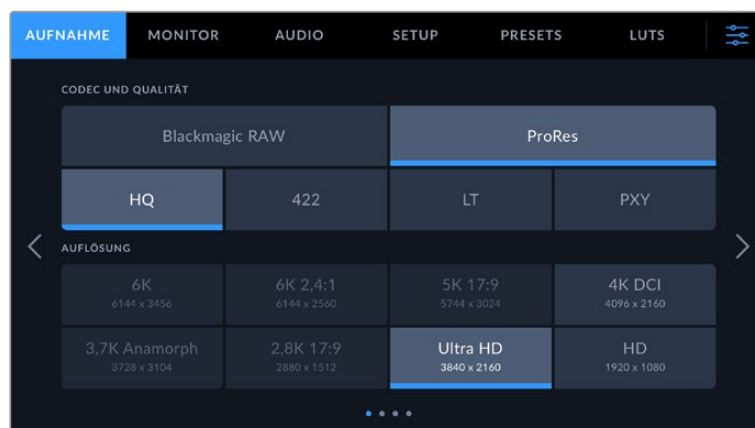 AUFNAHME MONITOR AUDIO SETUP PRESETS LUTS
CODEC UND QUALITÄT
Blackmagic RAW ProRes
HQ 422 LT PXY
AUFLÖSUNG
6K 6K 2,4:1 5K 17:9 4K DCI
6144 x 3456 6144 x 2560 5744 x 3024 4096 x 2160
3,7K Anamorph 2,8K 17:9 Ultra HD HD
3728 x 3104 2880 x 1512 3840 x 2160 1920 x 1080